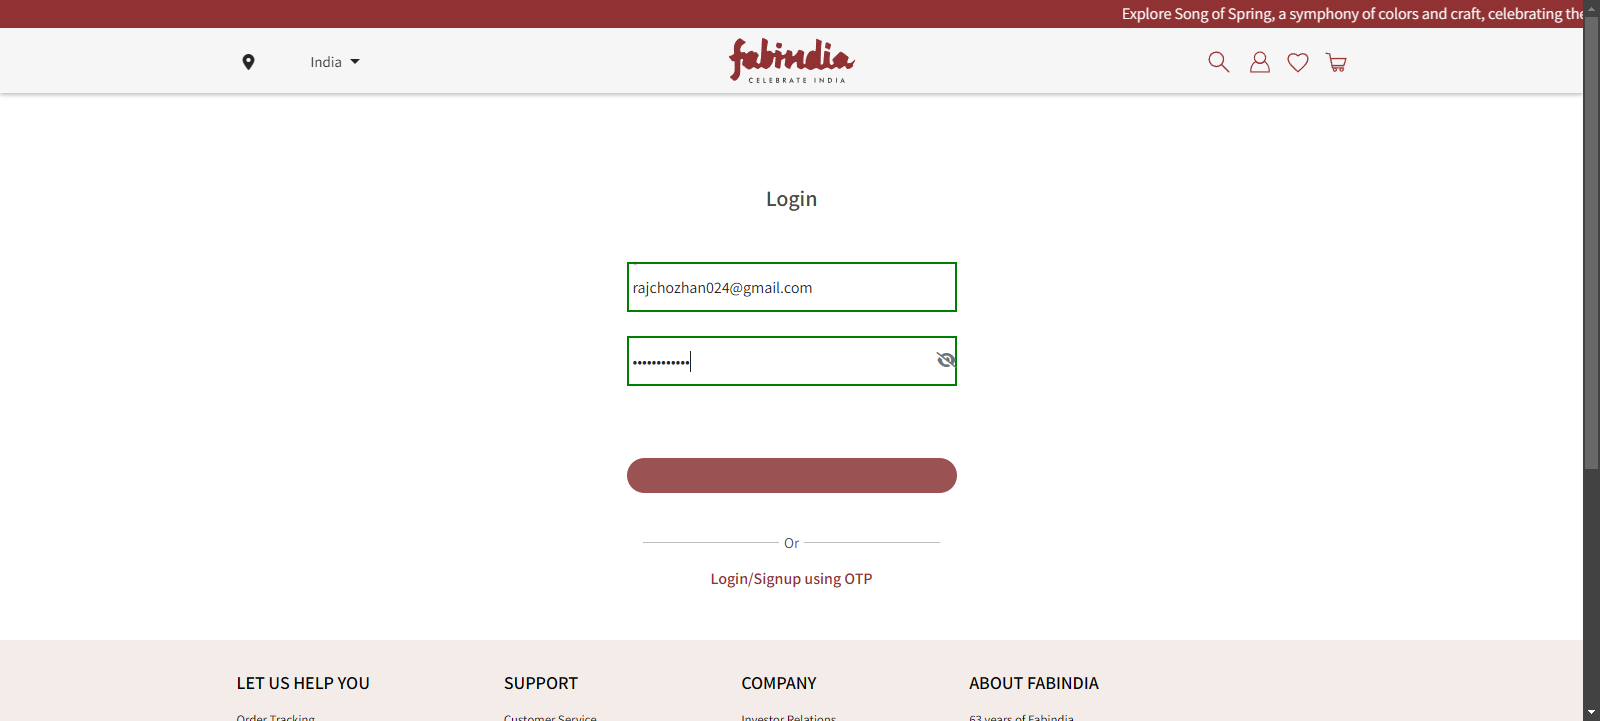 Explore Song of Spring, a symphony of colors and craft, celebrating the
India
fabindia
CELEBRATE INDIA
Login
rajchozhan024@gmail.com
••••••••••••
Or
Login/Signup using OTP
LET US HELP YOU SUPPORT COMPANY ABOUT FABINDIA
Order Tracking Customer Service Investor Relations 63 years of Fabindia